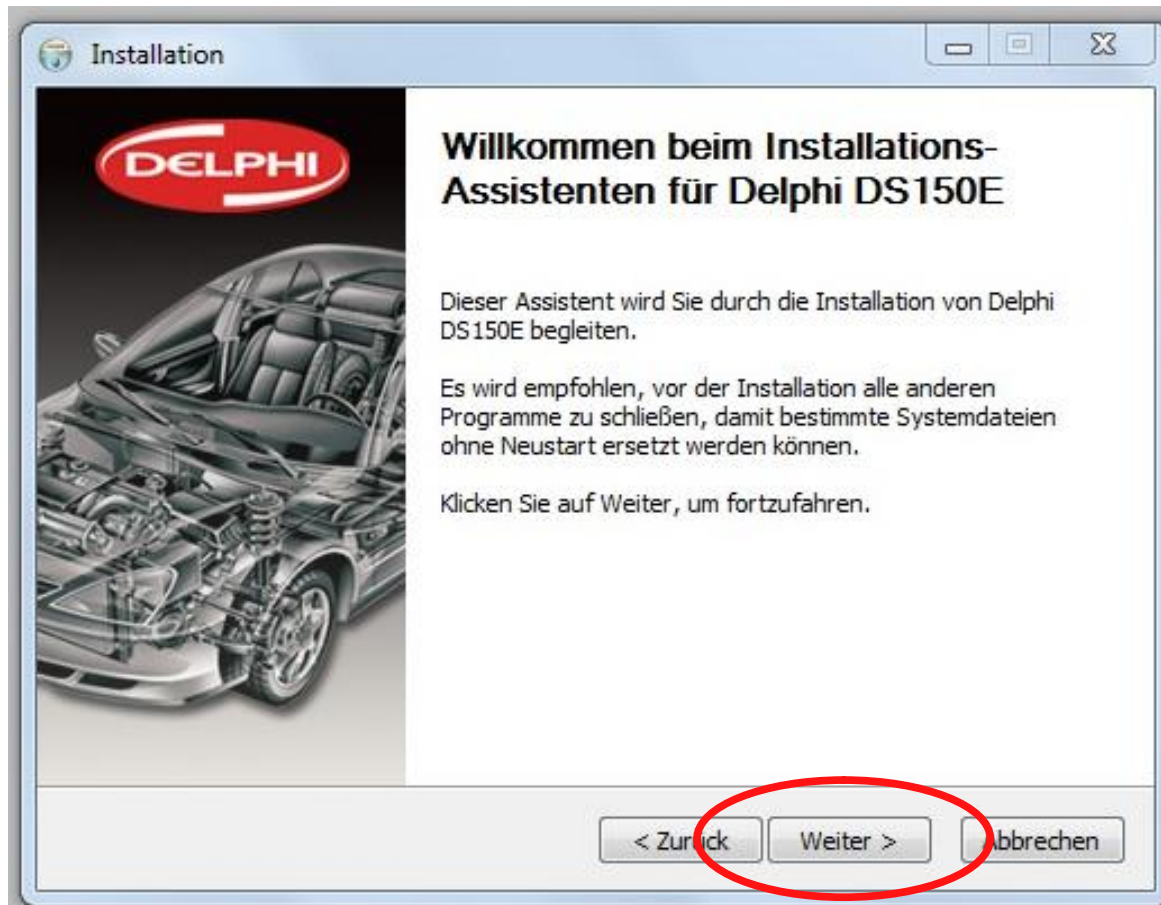 Installation
DELPHI
Willkommen beim Installations-
Assistenten für Delphi DS150E
Dieser Assistent wird Sie durch die Installation von Delphi
DS150E begleiten.
Es wird empfohlen, vor der Installation alle anderen
Programme zu schließen, damit bestimmte Systemdateien
ohne Neustart ersetzt werden können.
Klicken Sie auf Weiter, um fortzufahren.
< Zurück Weiter > Abbrechen